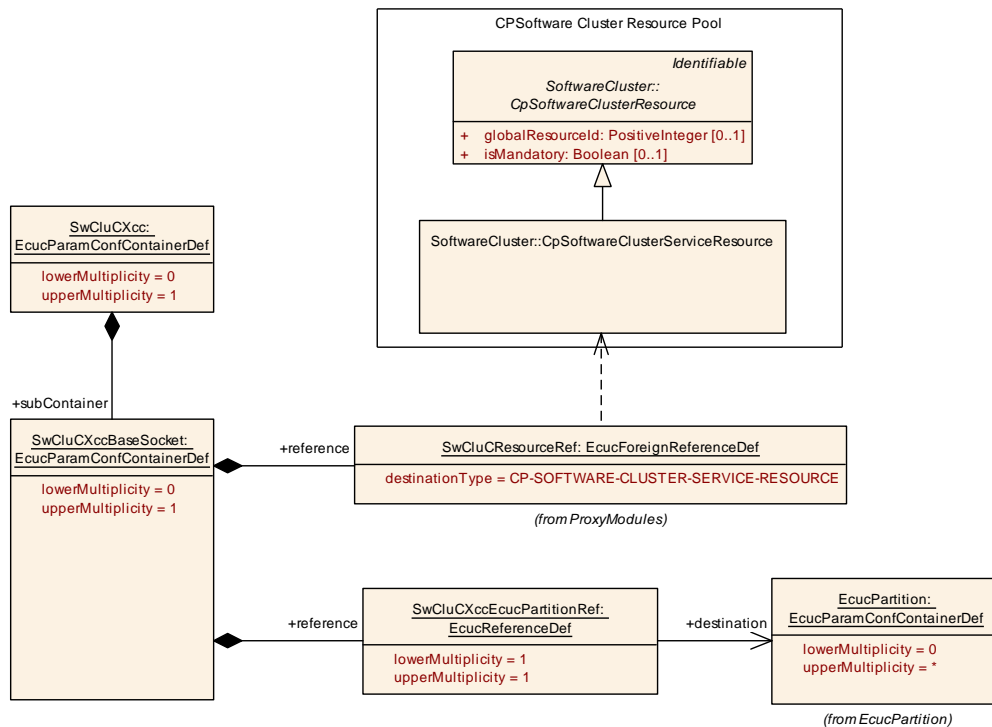 CPSoftware Cluster Resource Pool
Identifiable
SoftwareCluster::
CpSoftwareClusterResource
+ globalResourceId: PositiveInteger [0..1]
+ isMandatory: Boolean [0..1]
SwCluCXcc:
EcucParamConfContainerDef
lowerMultiplicity = 0
upperMultiplicity = 1
SoftwareCluster::CpSoftwareClusterServiceResource
+subContainer
SwCluCXccBaseSocket:
EcucParamConfContainerDef
lowerMultiplicity = 0
upperMultiplicity = 1
+reference
SwCluCResourceRef: EcucForeignReferenceDef
destinationType = CP-SOFTWARE-CLUSTER-SERVICE-RESOURCE
(from ProxyModules)
+reference
SwCluCXccEcucPartitionRef:
EcucReferenceDef
lowerMultiplicity = 1
upperMultiplicity = 1
+destination
EcucPartition:
EcucParamConfContainerDef
lowerMultiplicity = 0
upperMultiplicity = *
(from EcucPartition)